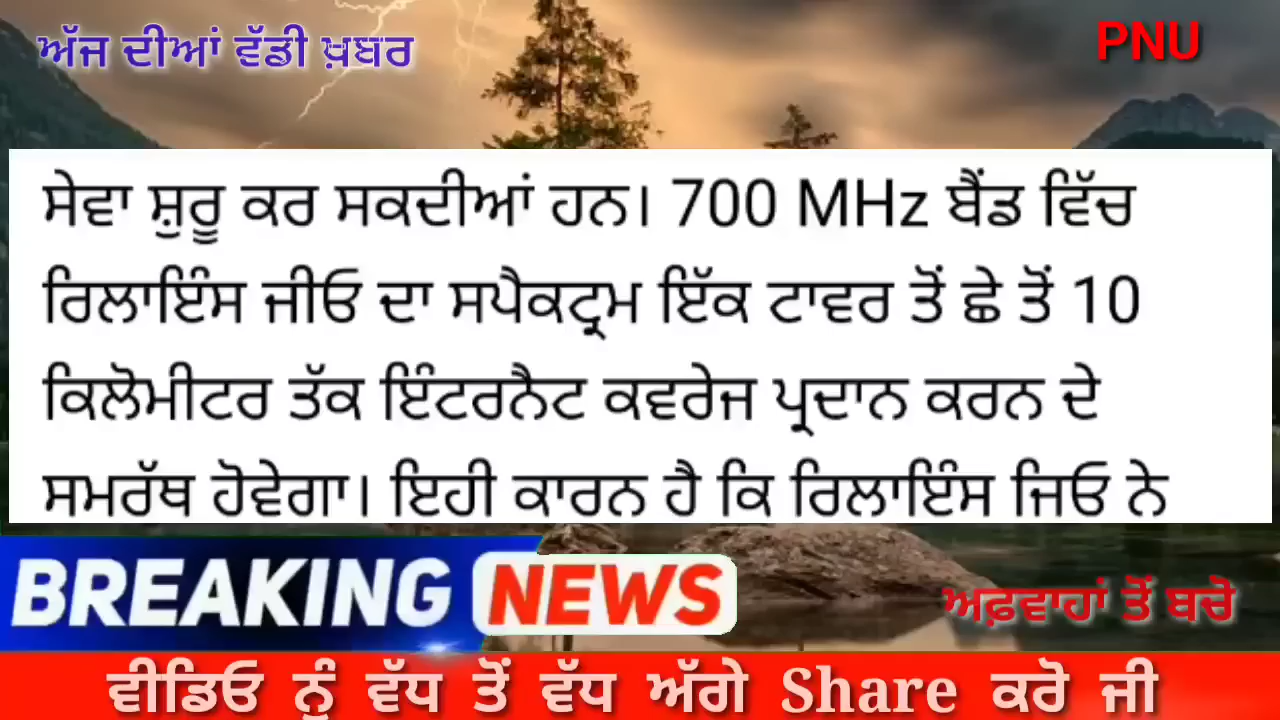 ਅੱਜ ਦੀਆਂ ਵੱਡੀ ਖ਼ਬਰ
PNU
ਸੇਵਾ ਸ਼ੁਰੂ ਕਰ ਸਕਦੀਆਂ ਹਨ। 700 MHz ਬੈਂਡ ਵਿੱਚ
ਰਿਲਾਇੰਸ ਜੀਓ ਦਾ ਸਪੈਕਟ੍ਰਮ ਇੱਕ ਟਾਵਰ ਤੋਂ ਛੇ ਤੋਂ 10
ਕਿਲੋਮੀਟਰ ਤੱਕ ਇੰਟਰਨੈਟ ਕਵਰੇਜ ਪ੍ਰਦਾਨ ਕਰਨ ਦੇ
ਸਮਰੱਥ ਹੋਵੇਗਾ। ਇਹੀ ਕਾਰਨ ਹੈ ਕਿ ਰਿਲਾਇੰਸ ਜਿਓ ਨੇ
BREAKING NEWS
ਅਫ਼ਵਾਹਾਂ ਤੋਂ ਬਚੋ
ਵੀਡਿਓ ਨੂੰ ਵੱਧ ਤੋਂ ਵੱਧ ਅੱਗੇ Share ਕਰੋ ਜੀ